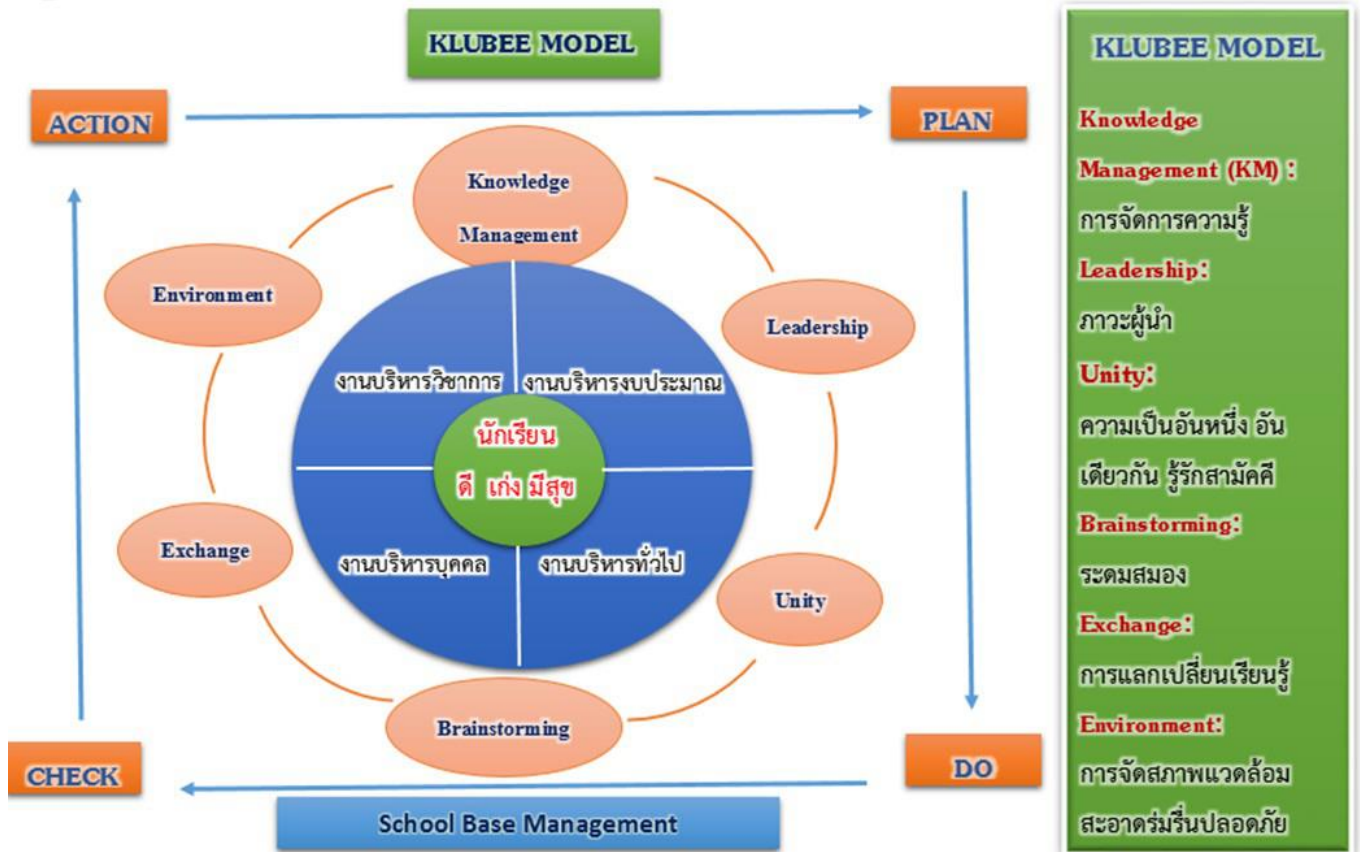 KLUBEE MODEL
ACTION
PLAN
Knowledge
Management
Environment
Leadership
งานบริหารวิชาการ
งานบริหารงบประมาณ
นักเรียน
ดี เก่ง มีสุข
Exchange
งานบริหารบุคคล
งานบริหารทั่วไป
Unity
Brainstorming
CHECK
DO
School Base Management
KLUBEE MODEL
Knowledge
Management (KM) :
การจัดการความรู้
Leadership:
ภาวะผู้นำ
Unity:
ความเป็นอันหนึ่ง อัน
เดียวกัน รู้รักสามัคคี
Brainstorming:
ระดมสมอง
Exchange:
การแลกเปลี่ยนเรียนรู้
Environment:
การจัดสภาพแวดล้อม
สะอาดร่มรื่นปลอดภัย